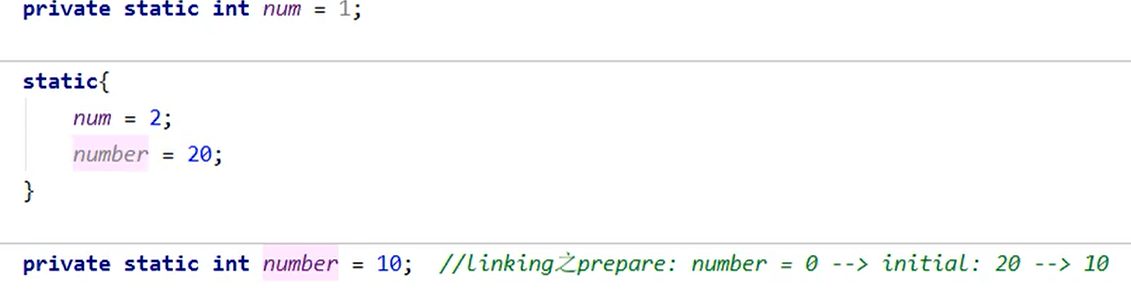 private static int num = 1;
static{
num = 2;
number = 20;
}
private static int number = 10; //linking之prepare: number = 0 --> initial: 20 --> 10